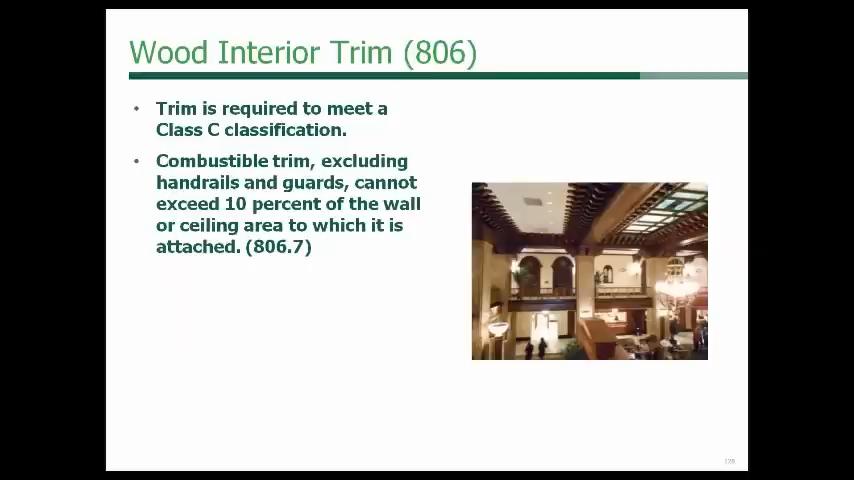 Wood Interior Trim (806)
• Trim is required to meet a
Class C classification.
• Combustible trim, excluding
handrails and guards, cannot
exceed 10 percent of the wall
or ceiling area to which it is
attached. (806.7)